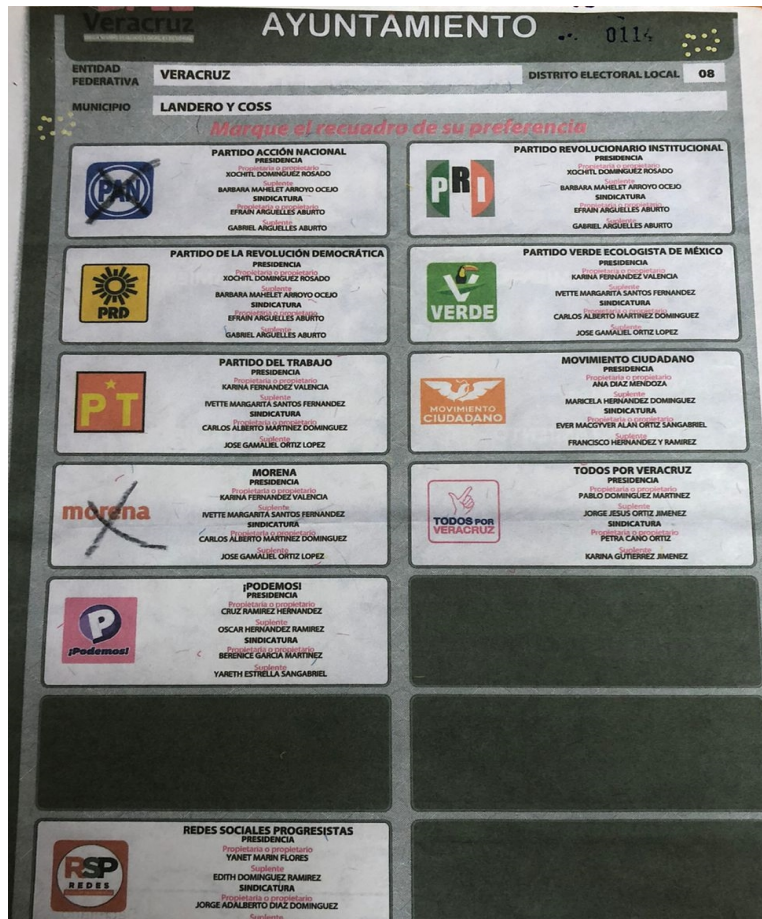 Veracruz
AYUNTAMIENTO
0114
ENTIDAD FEDERATIVA
VERACRUZ
DISTRITO ELECTORAL LOCAL
08
MUNICIPIO
LANDERO Y COSS
Marque el recuadro de su preferencia
PAN
PARTIDO ACCIÓN NACIONAL
PRESIDENCIA
Propietaria o propietario
XOCHITL DOMINGUEZ ROSADO
Suplente
BARBARA MAHELET ARROYO OCEJO
SINDICATURA
Propietaria o propietario
EFRAIN ARGUELLES ABURTO
Suplente
GABRIEL ARGUELLES ABURTO
PRI
PARTIDO REVOLUCIONARIO INSTITUCIONAL
PRESIDENCIA
Propietaria o propietario
XOCHITL DOMINGUEZ ROSADO
Suplente
BARBARA MAHELET ARROYO OCEJO
SINDICATURA
Propietaria o propietario
EFRAIN ARGUELLES ABURTO
Suplente
GABRIEL ARGUELLES ABURTO
PRD
PARTIDO DE LA REVOLUCIÓN DEMOCRÁTICA
PRESIDENCIA
Propietaria o propietario
XOCHITL DOMINGUEZ ROSADO
Suplente
BARBARA MAHELET ARROYO OCEJO
SINDICATURA
Propietaria o propietario
EFRAIN ARGUELLES ABURTO
Suplente
GABRIEL ARGUELLES ABURTO
VERDE
PARTIDO VERDE ECOLOGISTA DE MÉXICO
PRESIDENCIA
Propietaria o propietario
KARINA FERNANDEZ VALENCIA
Suplente
IVETTE MARGARITA SANTOS FERNANDEZ
SINDICATURA
Propietaria o propietario
CARLOS ALBERTO MARTINEZ DOMINGUEZ
Suplente
JOSE GAMALIEL ORTIZ LOPEZ
PT
PARTIDO DEL TRABAJO
PRESIDENCIA
Propietaria o propietario
KARINA FERNANDEZ VALENCIA
Suplente
IVETTE MARGARITA SANTOS FERNANDEZ
SINDICATURA
Propietaria o propietario
CARLOS ALBERTO MARTINEZ DOMINGUEZ
Suplente
JOSE GAMALIEL ORTIZ LOPEZ
MOVIMIENTO
CIUDADANO
MOVIMIENTO CIUDADANO
PRESIDENCIA
Propietaria o propietario
ANA DIAZ MENDOZA
Suplente
MARICELA HERNANDEZ DOMINGUEZ
SINDICATURA
Propietaria o propietario
EVER MACGYVER ALAN ORTIZ SANGABRIEL
Suplente
FRANCISCO HERNANDEZ Y RAMIREZ
morena
MORENA
PRESIDENCIA
Propietaria o propietario
KARINA FERNANDEZ VALENCIA
Suplente
IVETTE MARGARITA SANTOS FERNANDEZ
SINDICATURA
Propietaria o propietario
CARLOS ALBERTO MARTINEZ DOMINGUEZ
Suplente
JOSE GAMALIEL ORTIZ LOPEZ
TODOS POR
VERACRUZ
TODOS POR VERACRUZ
PRESIDENCIA
Propietaria o propietario
PABLO DOMINGUEZ MARTINEZ
Suplente
JORGE JESUS ORTIZ JIMENEZ
SINDICATURA
Propietaria o propietario
PETRA CANO ORTIZ
Suplente
KARINA GUTIERREZ JIMENEZ
¡Podemos!
¡PODEMOS!
PRESIDENCIA
Propietaria o propietario
CRUZ RAMIREZ HERNANDEZ
Suplente
OSCAR HERNANDEZ RAMIREZ
SINDICATURA
Propietaria o propietario
BERENICE GARCIA MARTINEZ
Suplente
YARETH ESTRELLA SANGABRIEL
RSP
REDES
REDES SOCIALES PROGRESISTAS
PRESIDENCIA
Propietaria o propietario
YANET MARIN FLORES
Suplente
EDITH DOMINGUEZ RAMIREZ
SINDICATURA
Propietaria o propietario
JORGE ADALBERTO DIAZ DOMINGUEZ
Suplente